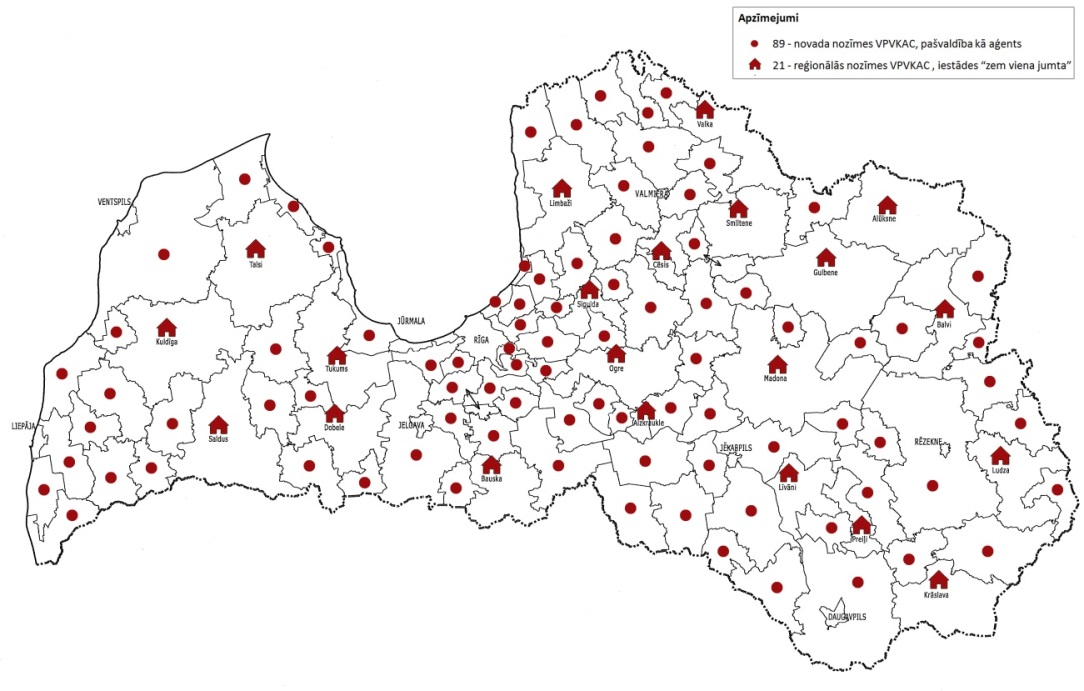 Apzīmejumi
89 - novada nozīmes VPVKAC, pašvaldība kā aģents
21 - reģionālās nozīmes VPVKAC , iestādes “zem viena jumta”
Valka
VENTSPILS
Limbaži
VALMIERA
Smiltene
Alūksne
Talsi
Cēsis
Gulbene
Sigulda
Balvi
JŪRMALA
Kuldīga
RĪGA
Tukums
Ogre
Madona
LIEPĀJA
Saldus
Dobele
JELGAVA
Aizkraukle
JĒKABPILS
RĒZEKNE
Ludza
Bauska
Līvāni
Preiļi
Krāslava
DAUGAVPILS